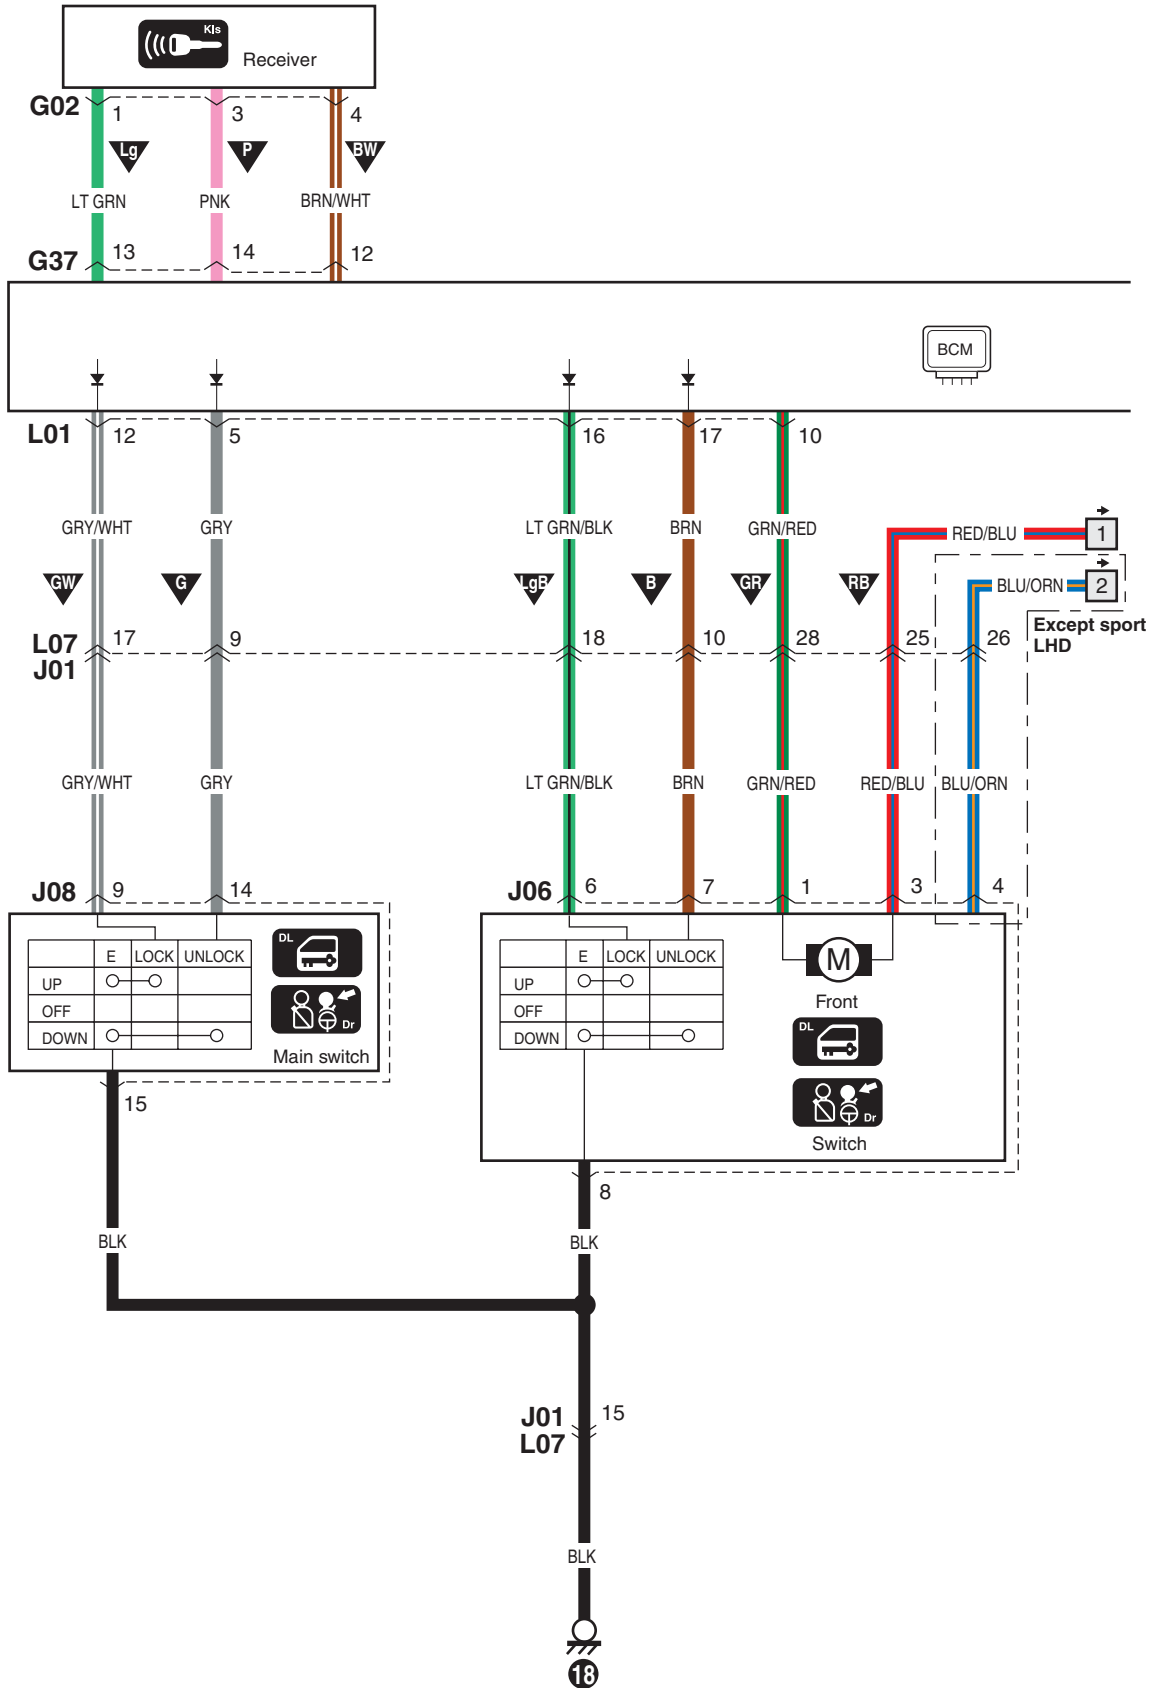 Kls
Receiver
G02 1 3 4
Lg P BW
LT GRN PNK BRN/WHT
G37 13 14 12
BCM
L01 12 5 16 17 10
GRY/WHT GRY LT GRN/BLK BRN GRN/RED RED/BLU 1
GW G LgB B GR RB BLU/ORN 2
Except sport
LHD
L07 17 9 18 10 28 25 26
J01
GRY/WHT GRY LT GRN/BLK BRN GRN/RED RED/BLU BLU/ORN
J08 9 14 J06 6 7 1 3 4
E LOCK UNLOCK DL E LOCK UNLOCK M
UP UP
OFF Dr OFF Front
DOWN DOWN DL
Main switch
15 Dr
Switch
8
BLK BLK
J01 15
L07
BLK
18